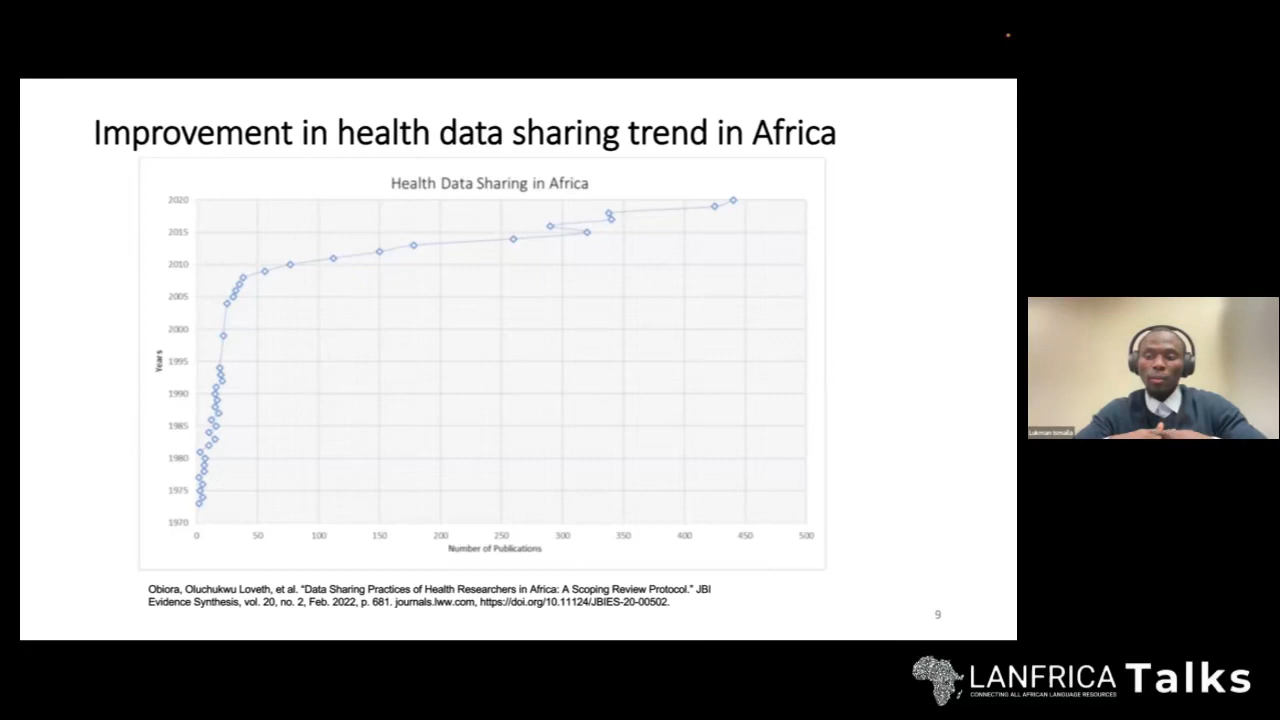 Improvement in health data sharing trend in Africa
Health Data Sharing in Africa
2020
2015
2010
2005
2000
1995
1990
1985
1980
1975
1970
Years
0 50 100 150 200 250 300 350 400 450 500
Number of Publications
Obiora, Oluchukwu Loveth, et al. “Data Sharing Practices of Health Researchers in Africa: A Scoping Review Protocol.” JBI
Evidence Synthesis, vol. 20, no. 2, Feb. 2022, p. 681. journals.lww.com, https://doi.org/10.11124/JBIES-20-00502.
9
Lukman Ismaila
LANFRICA Talks
CONNECTING ALL AFRICAN LANGUAGE RESOURCES